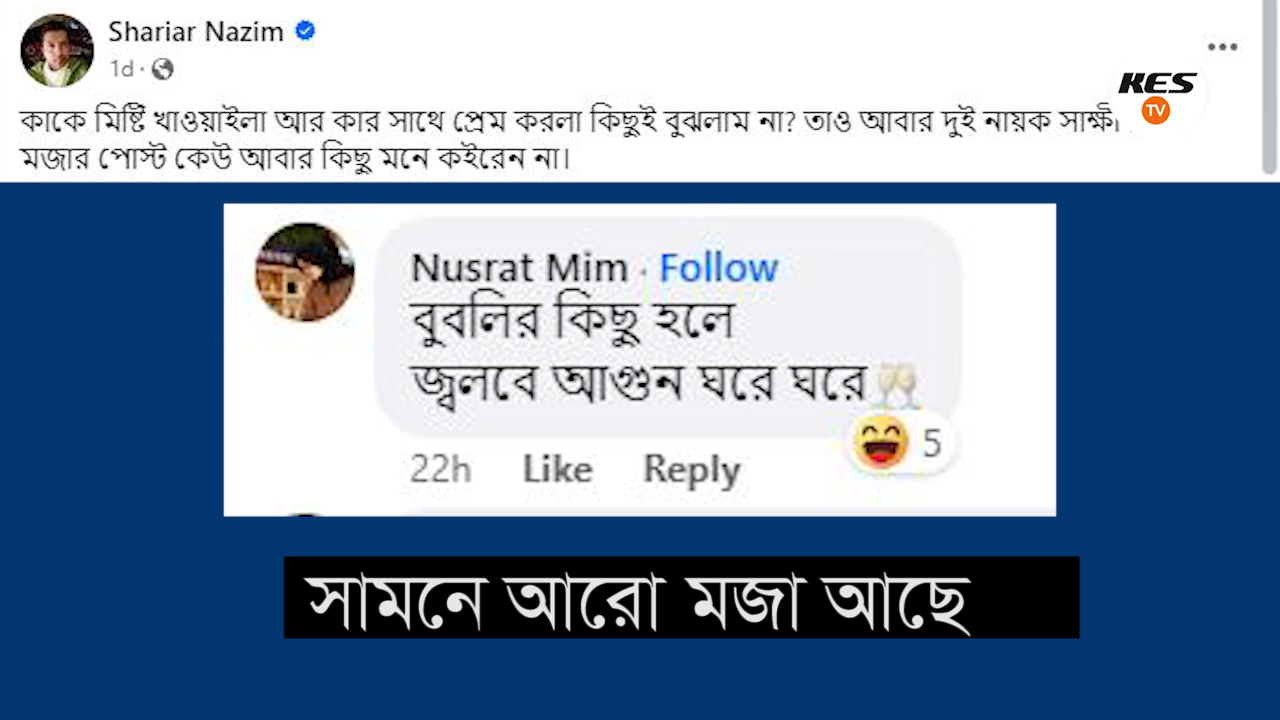 Shariar Nazim
1d ·
KES
TV
কাকে মিষ্টি খাওয়াইলা আর কার সাথে প্রেম করলা কিছুই বুঝলাম না? তাও আবার দুই নায়ক সাক্ষী
মজার পোস্ট কেউ আবার কিছু মনে কইরেন না।
Nusrat Mim · Follow
বুবলির কিছু হলে
জ্বলবে আগুন ঘরে ঘরে🥂
😆 5
22h Like Reply
সামনে আরো মজা আছে